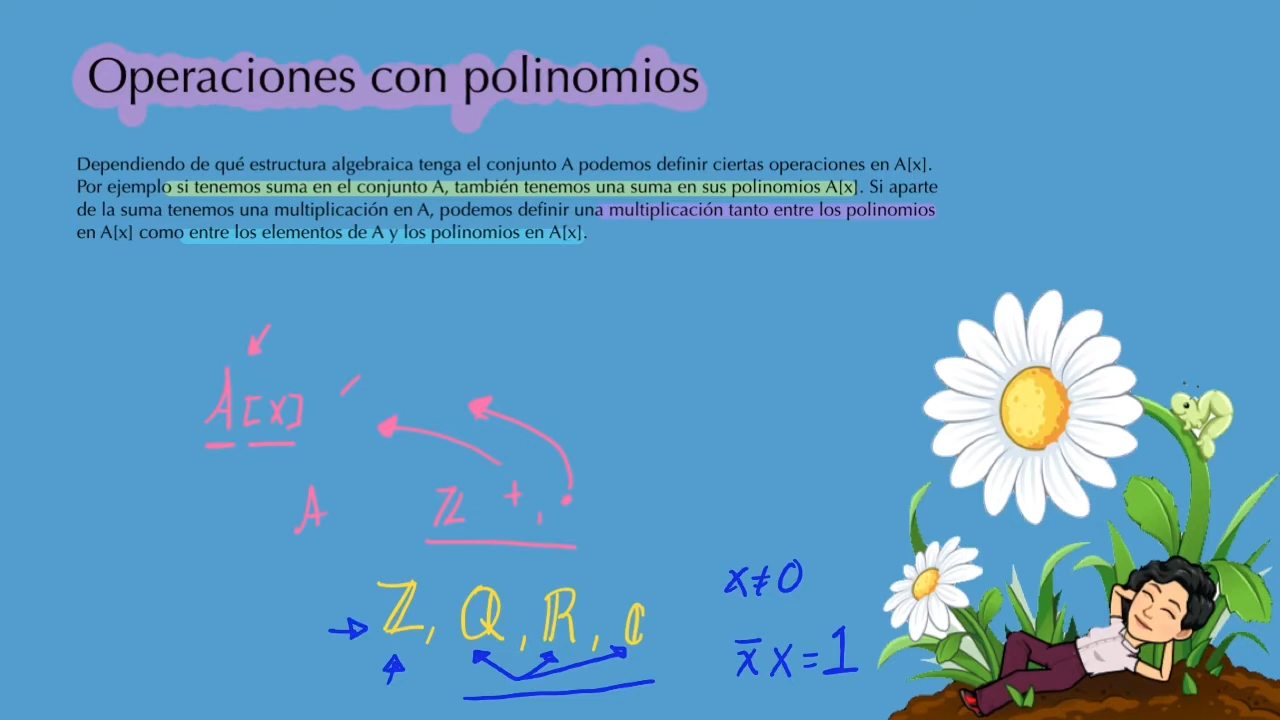 Operaciones con polinomios
Dependiendo de qué estructura algebraica tenga el conjunto A podemos definir ciertas operaciones en A[x].
Por ejemplo si tenemos suma en el conjunto A, también tenemos una suma en sus polinomios A[x]. Si aparte
de la suma tenemos una multiplicación en A, podemos definir una multiplicación tanto entre los polinomios
en A[x] como entre los elementos de A y los polinomios en A[x].
A[x]
A ℤ + , •
ℤ, ℚ, ℝ, ℂ
x≠0
x̄ x = 1